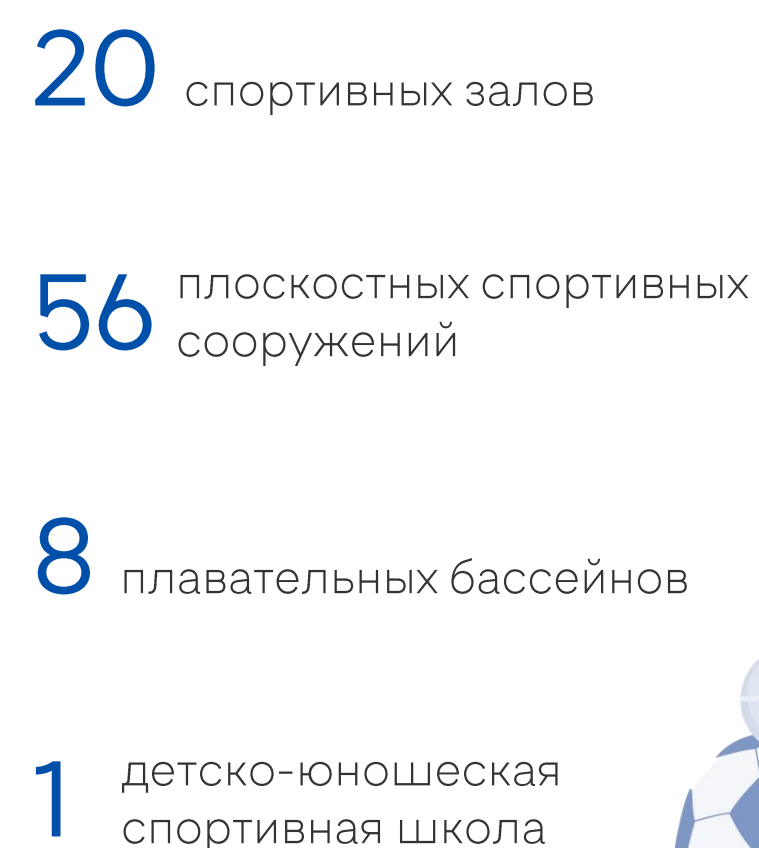 20 спортивных залов
56 плоскостных спортивных
сооружений
8 плавательных бассейнов
1 детско-юношеская
спортивная школа